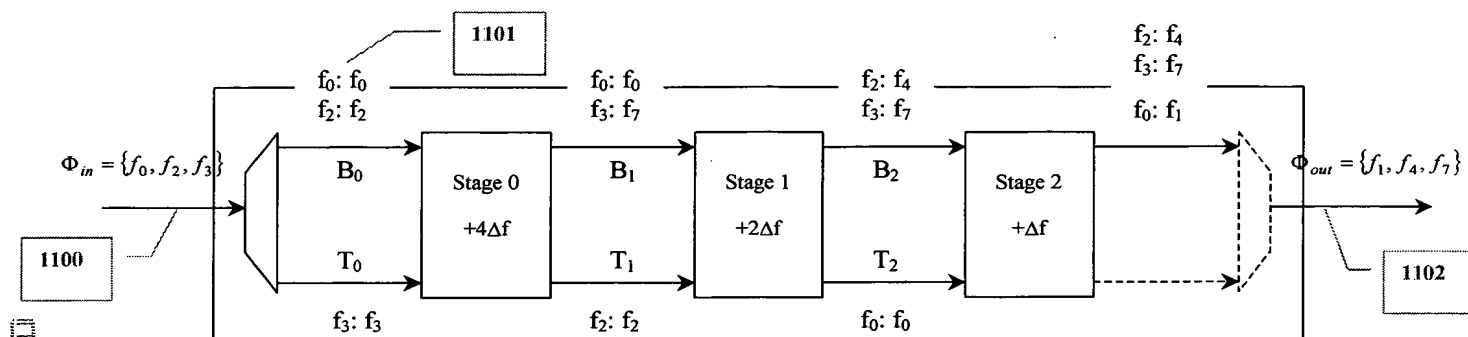 1101
f₂: f₄
f₃: f₇
f₀: f₀
f₂: f₂
f₀: f₀
f₃: f₇
f₂: f₄
f₃: f₇
f₀: f₁
Φin = {f₀, f₂, f₃}
B₀
Stage 0
+4Δf
B₁
Stage 1
+2Δf
B₂
Stage 2
+Δf
Φout = {f₁, f₄, f₇}
1100
T₀
T₁
T₂
1102
f₃: f₃
f₂: f₂
f₀: f₀